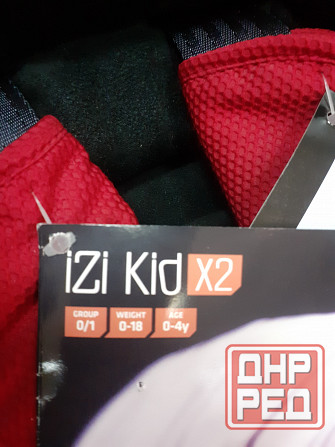 iZi Kid X2
GROUP WEIGHT AGE
0/1 0-18 0-4y
ДНР
РЕД